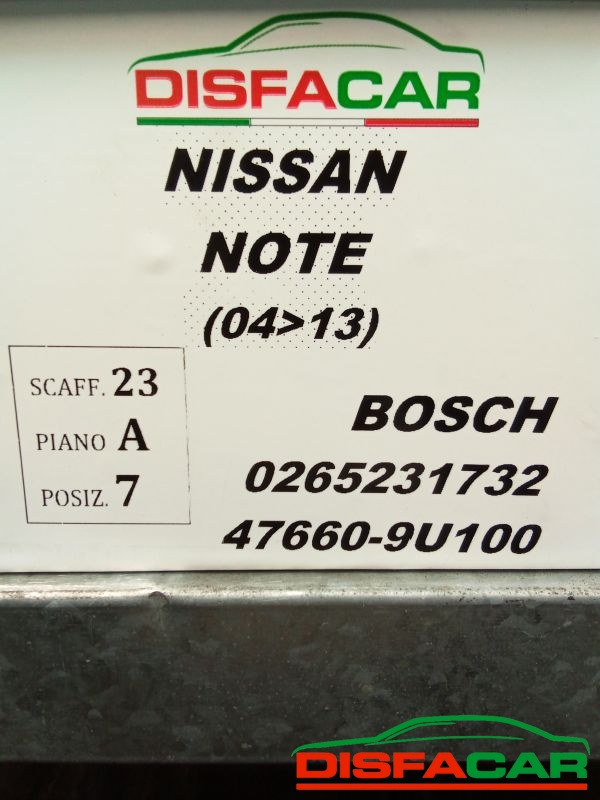 DISFACAR
NISSAN
NOTE
(04>13)
SCAFF. 23
PIANO A
POSIZ. 7
BOSCH
0265231732
47660-9U100
DISFACAR